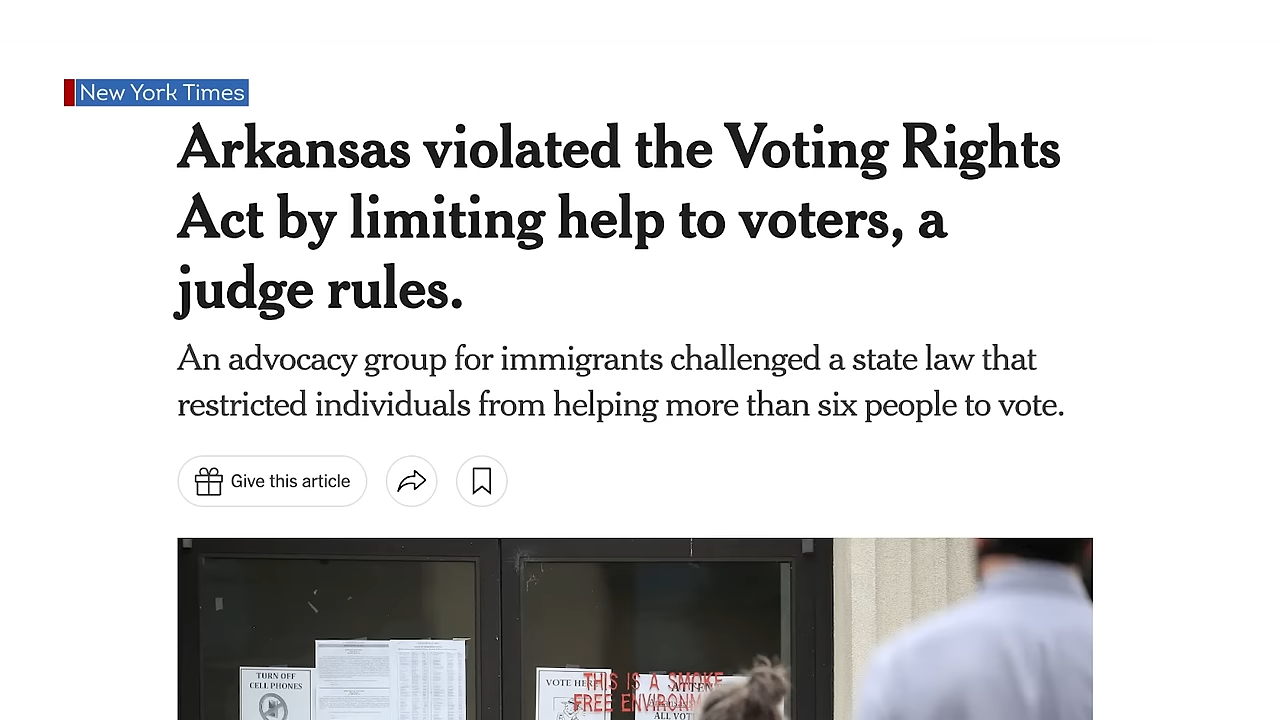 New York Times
Arkansas violated the Voting Rights
Act by limiting help to voters, a
judge rules.
An advocacy group for immigrants challenged a state law that
restricted individuals from helping more than six people to vote.
Give this article
TURN OFF
CELL PHONES
VOTE
THIS IS A SMOKE
FREE
ALL